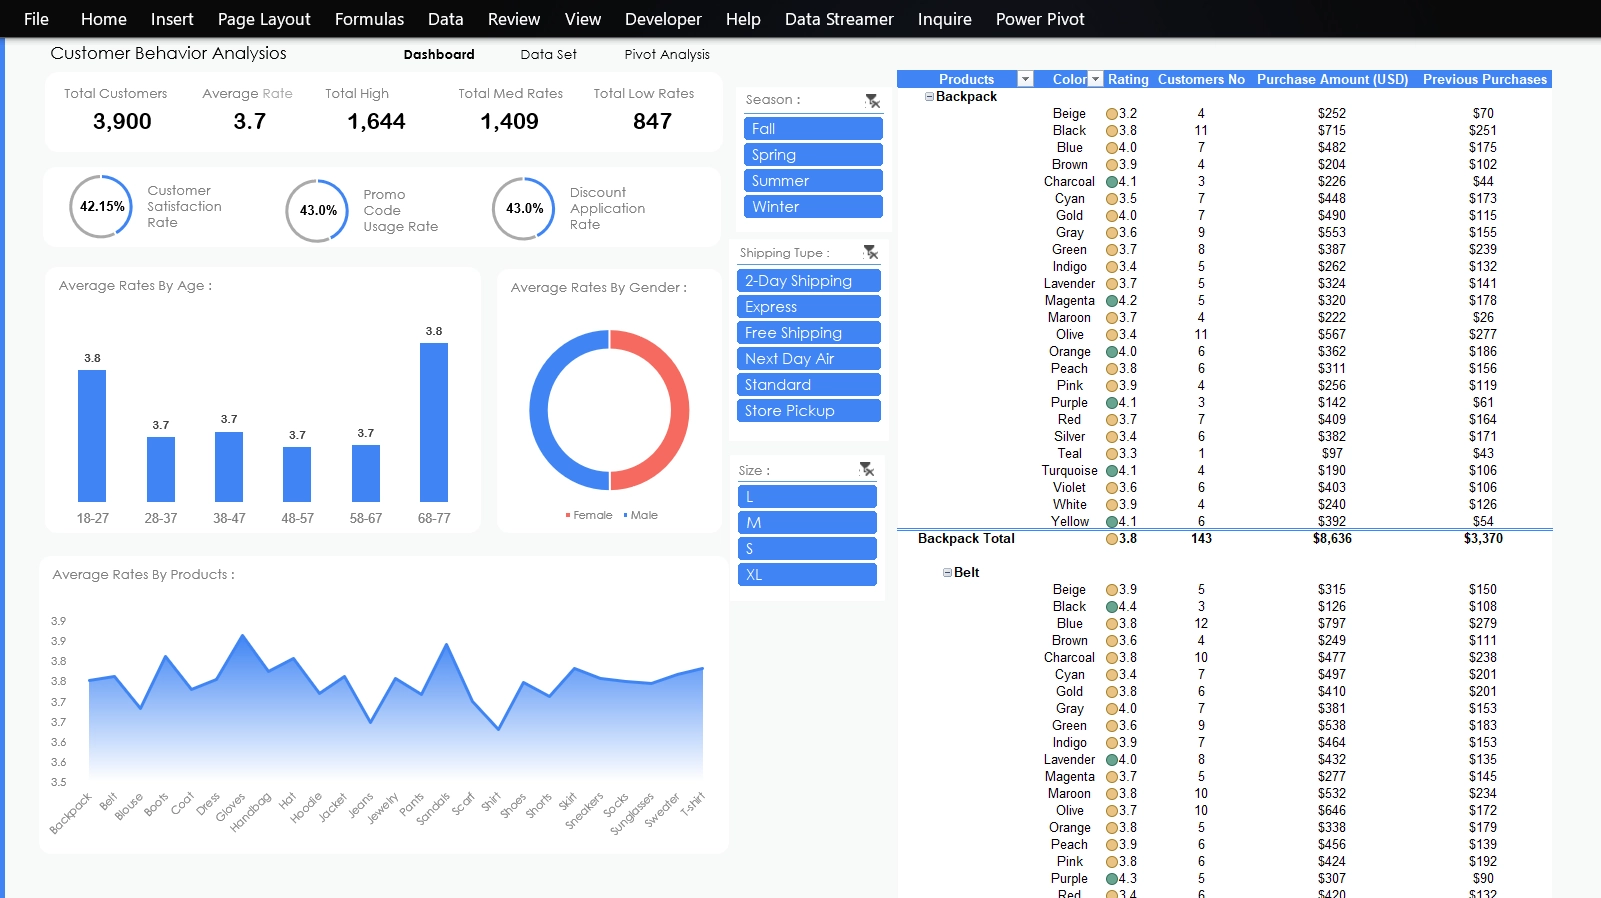 File Home Insert Page Layout Formulas Data Review View Developer Help Data Streamer Inquire Power Pivot
Customer Behavior Analysios Dashboard Data Set Pivot Analysis
Total Customers Average Rate Total High Total Med Rates Total Low Rates
3,900 3.7 1,644 1,409 847
42.15% Customer Satisfaction Rate
43.0% Promo Code Usage Rate
43.0% Discount Application Rate
Average Rates By Age :
3.8 3.7 3.7 3.7 3.7 3.8
18-27 28-37 38-47 48-57 58-67 68-77
Average Rates By Gender :
Female Male
Average Rates By Products :
3.9
3.9
3.8
3.8
3.7
3.7
3.6
3.6
3.5
Backpack Belt Blouse Boots Coat Dress Gloves Handbag Hat Hoodie Jacket Jeans Jewelry Pants Sandals Scarf Shirt Shoes Shorts Skirt Sneakers Socks Sunglasses Sweater T-shirt
Season :
Fall
Spring
Summer
Winter
Shipping Type :
2-Day Shipping
Express
Free Shipping
Next Day Air
Standard
Store Pickup
Size :
L
M
S
XL
Products Color Rating Customers No Purchase Amount (USD) Previous Purchases
Backpack
Beige 3.2 4 $252 $70
Black 3.8 11 $715 $251
Blue 4.0 7 $482 $175
Brown 3.9 4 $204 $102
Charcoal 4.1 3 $226 $44
Cyan 3.5 7 $448 $173
Gold 4.0 7 $490 $115
Gray 3.6 9 $553 $155
Green 3.7 8 $387 $239
Indigo 3.4 5 $262 $132
Lavender 3.7 5 $324 $141
Magenta 4.2 5 $320 $178
Maroon 3.7 4 $222 $26
Olive 3.4 11 $567 $277
Orange 4.0 6 $362 $186
Peach 3.8 6 $311 $156
Pink 3.9 4 $256 $119
Purple 4.1 3 $142 $61
Red 3.7 7 $409 $164
Silver 3.4 6 $382 $171
Teal 3.3 1 $97 $43
Turquoise 4.1 4 $190 $106
Violet 3.6 6 $403 $106
White 3.9 4 $240 $126
Yellow 4.1 6 $392 $54
Backpack Total 3.8 143 $8,636 $3,370
Belt
Beige 3.9 5 $315 $150
Black 4.4 3 $126 $108
Blue 3.8 12 $797 $279
Brown 3.6 4 $249 $111
Charcoal 3.8 10 $477 $238
Cyan 3.4 7 $497 $201
Gold 3.8 6 $410 $201
Gray 4.0 7 $381 $153
Green 3.6 9 $538 $183
Indigo 3.9 7 $464 $153
Lavender 4.0 8 $432 $135
Magenta 3.7 5 $277 $145
Maroon 3.8 10 $532 $234
Olive 3.7 10 $646 $172
Orange 3.8 5 $338 $179
Peach 3.9 6 $456 $139
Pink 3.8 6 $424 $192
Purple 4.3 5 $307 $90
Red 3.4 6 $420 $132